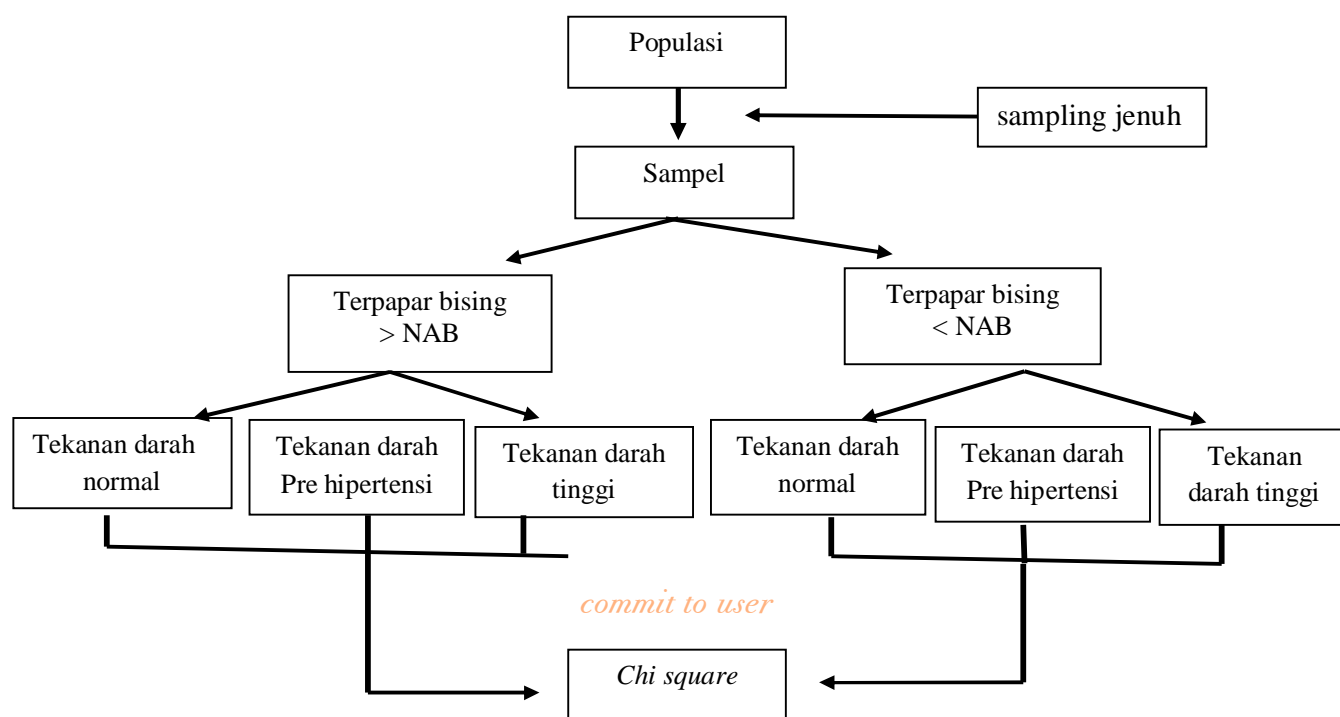 Populasi
sampling jenuh
Sampel
Terpapar bising
> NAB
Terpapar bising
< NAB
Tekanan darah
normal
Tekanan darah
Pre hipertensi
Tekanan darah
tinggi
Tekanan darah
normal
Tekanan darah
Pre hipertensi
Tekanan
darah tinggi
commit to user
Chi square